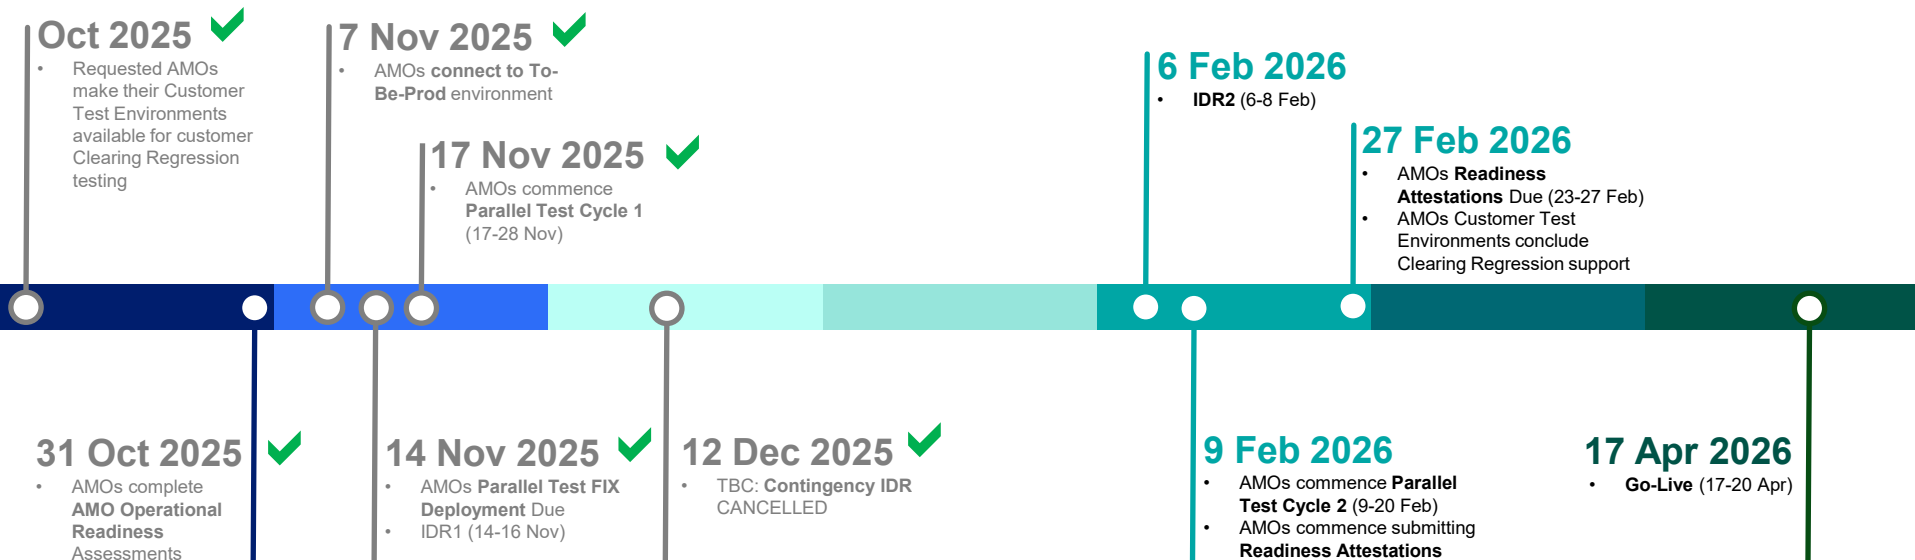 Oct 2025
• Requested AMOs
make their Customer
Test Environments
available for customer
Clearing Regression
testing
7 Nov 2025
• AMOs connect to To-
Be-Prod environment
17 Nov 2025
• AMOs commence
Parallel Test Cycle 1
(17-28 Nov)
6 Feb 2026
• IDR2 (6-8 Feb)
27 Feb 2026
• AMOs Readiness
Attestations Due (23-27 Feb)
• AMOs Customer Test
Environments conclude
Clearing Regression support
31 Oct 2025
• AMOs complete
AMO Operational
Readiness
Assessments
14 Nov 2025
• AMOs Parallel Test FIX
Deployment Due
• IDR1 (14-16 Nov)
12 Dec 2025
• TBC: Contingency IDR
CANCELLED
9 Feb 2026
• AMOs commence Parallel
Test Cycle 2 (9-20 Feb)
• AMOs commence submitting
Readiness Attestations
17 Apr 2026
• Go-Live (17-20 Apr)